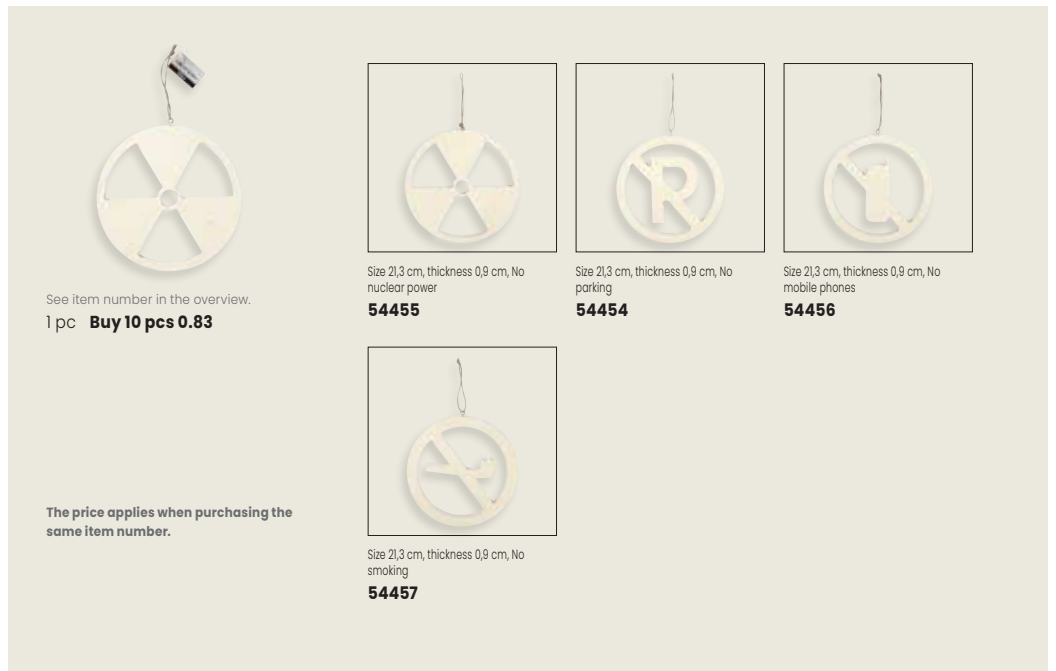 See item number in the overview.
1 pc Buy 10 pcs 0.83
The price applies when purchasing the
same item number.
Size 21,3 cm, thickness 0,9 cm, No
nuclear power
54455
Size 21,3 cm, thickness 0,9 cm, No
parking
54454
Size 21,3 cm, thickness 0,9 cm, No
mobile phones
54456
Size 21,3 cm, thickness 0,9 cm, No
smoking
54457